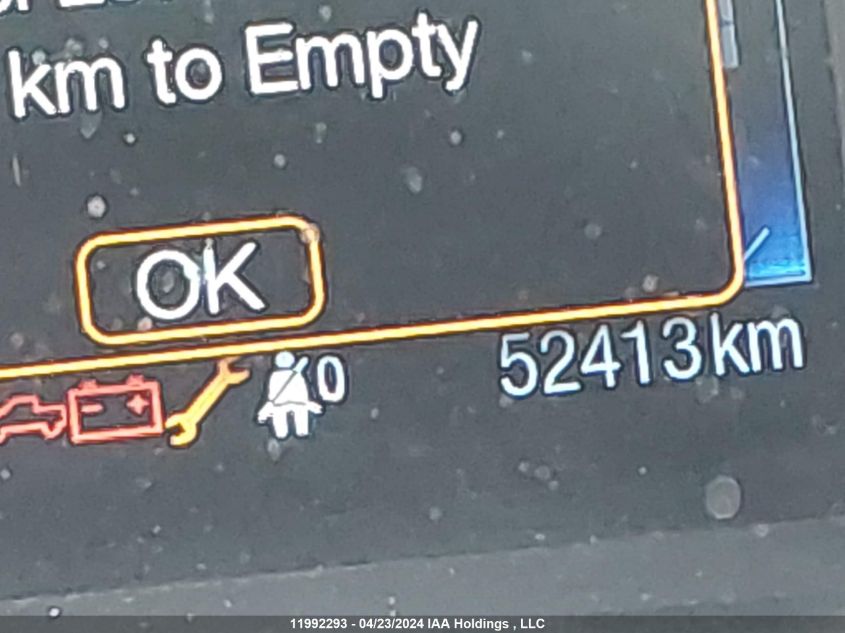 km to Empty
OK
52413km
0
11992293 - 04/23/2024 IAA Holdings , LLC